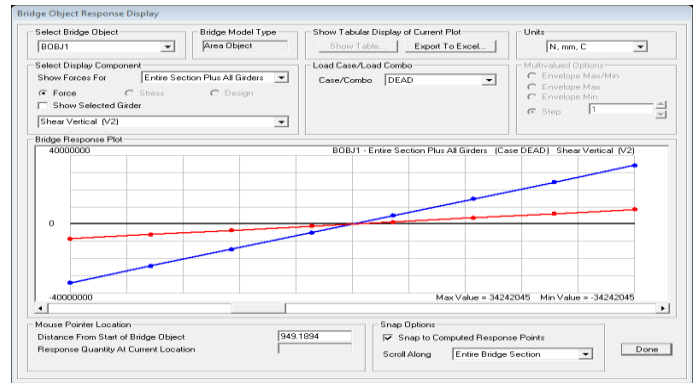 Bridge Object Response Display
Select Bridge Object
BOBJ1
Bridge Model Type
Area Object
Show Tabular Display of Current Plot
Show Table...
Export To Excel...
Units
N, mm, C
Select Display Component
Show Forces For
Entire Section Plus All Girders
Force
Stress
Design
Show Selected Girder
Shear Vertical (V2)
Load Case/Load Combo
Case/Combo
DEAD
Multivalued Options
Envelope Max/Min
Envelope Max
Envelope Min
Step
1
Bridge Response Plot
40000000
BOBJ1 - Entire Section Plus All Girders (Case DEAD) Shear Vertical (V2)
0
-40000000
Max Value = 34242045 Min Value = -34242045
Mouse Pointer Location
Distance From Start of Bridge Object
949.1894
Response Quantity At Current Location
Snap Options
Snap to Computed Response Points
Scroll Along
Entire Bridge Section
Done